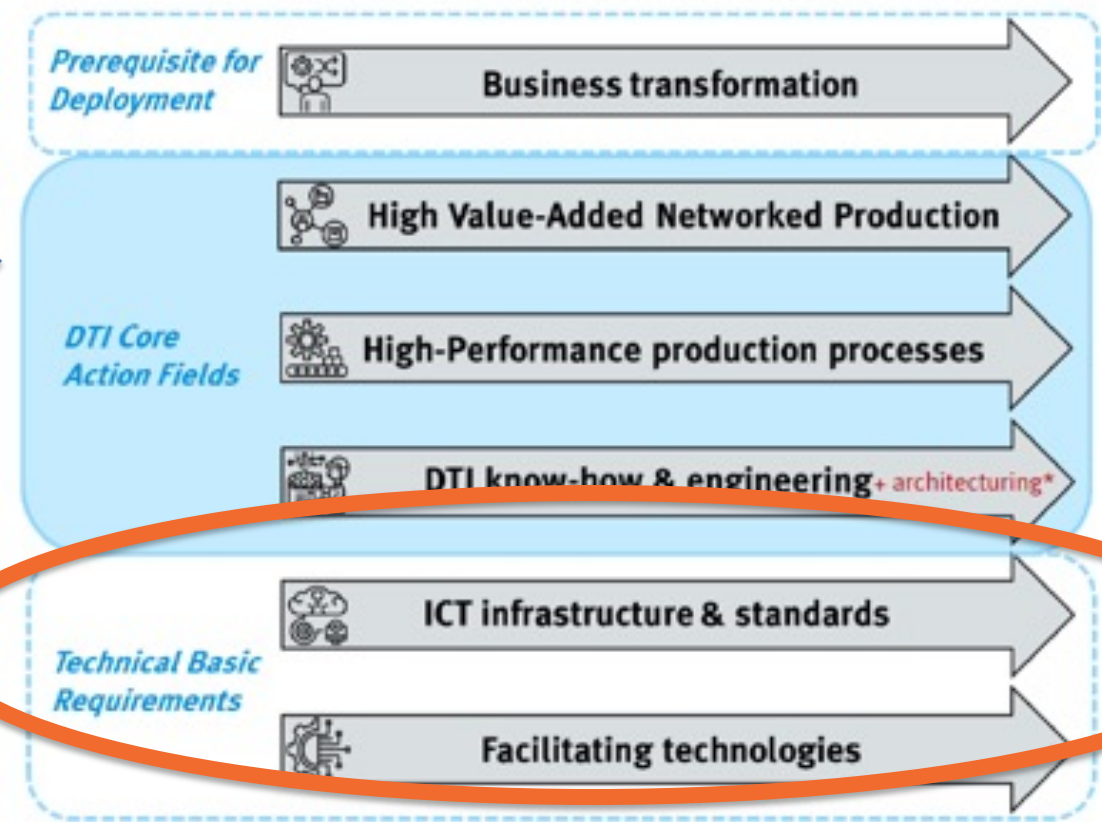 Prerequisite for
Deployment
Business transformation
High Value-Added Networked Production
DTI Core
Action Fields
High-Performance production processes
DTI know-how & engineering + architecturing*
ICT infrastructure & standards
Technical Basic
Requirements
Facilitating technologies